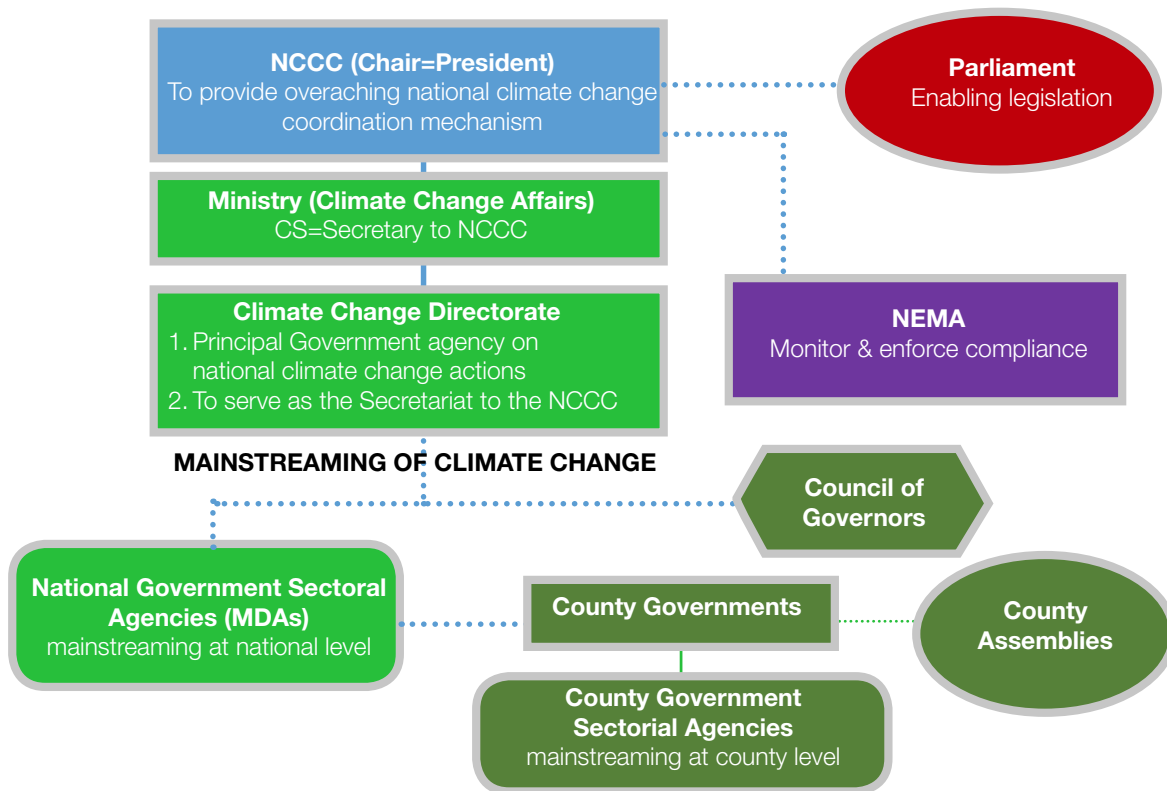 NCCC (Chair=President)
To provide overaching national climate change
coordination mechanism
Parliament
Enabling legislation
Ministry (Climate Change Affairs)
CS=Secretary to NCCC
Climate Change Directorate
1. Principal Government agency on
national climate change actions
2. To serve as the Secretariat to the NCCC
NEMA
Monitor & enforce compliance
MAINSTREAMING OF CLIMATE CHANGE
Council of
Governors
National Government Sectoral
Agencies (MDAs)
mainstreaming at national level
County Governments
County
Assemblies
County Government
Sectorial Agencies
mainstreaming at county level